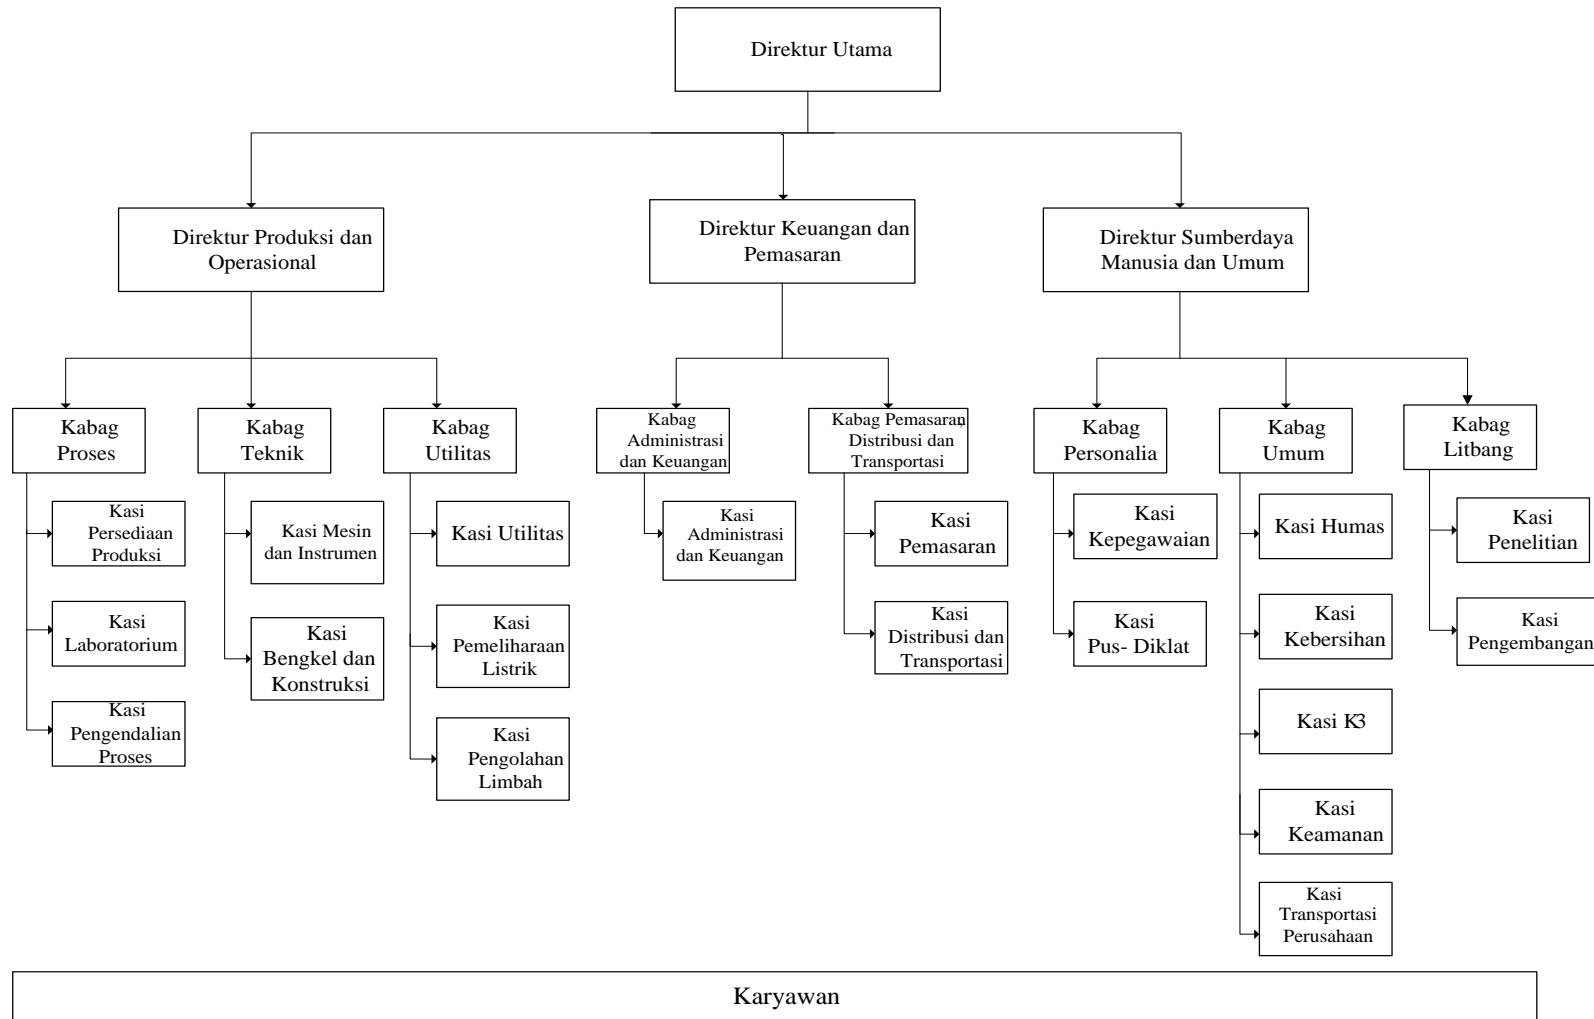 Direktur Utama
Direktur Produksi dan
Operasional
Direktur Keuangan dan
Pemasaran
Direktur Sumberdaya
Manusia dan Umum
Kabag
Proses
Kabag
Teknik
Kabag
Utilitas
Kabag
Administrasi
dan Keuangan
Kabag Pemasaran,
Distribusi dan
Transportasi
Kabag
Personalia
Kabag
Umum
Kabag
Litbang
Kasi
Persediaan
Produksi
Kasi
Laboratorium
Kasi
Pengendalian
Proses
Kasi Mesin
dan Instrumen
Kasi
Bengkel dan
Konstruksi
Kasi Utilitas
Kasi
Pemeliharaan
Listrik
Kasi
Pengolahan
Limbah
Kasi
Administrasi
dan Keuangan
Kasi
Pemasaran
Kasi
Distribusi dan
Transportasi
Kasi
Kepegawaian
Kasi
Pus- Diklat
Kasi Humas
Kasi
Kebersihan
Kasi K3
Kasi
Keamanan
Kasi
Transportasi
Perusahaan
Kasi
Penelitian
Kasi
Pengembangan
Karyawan